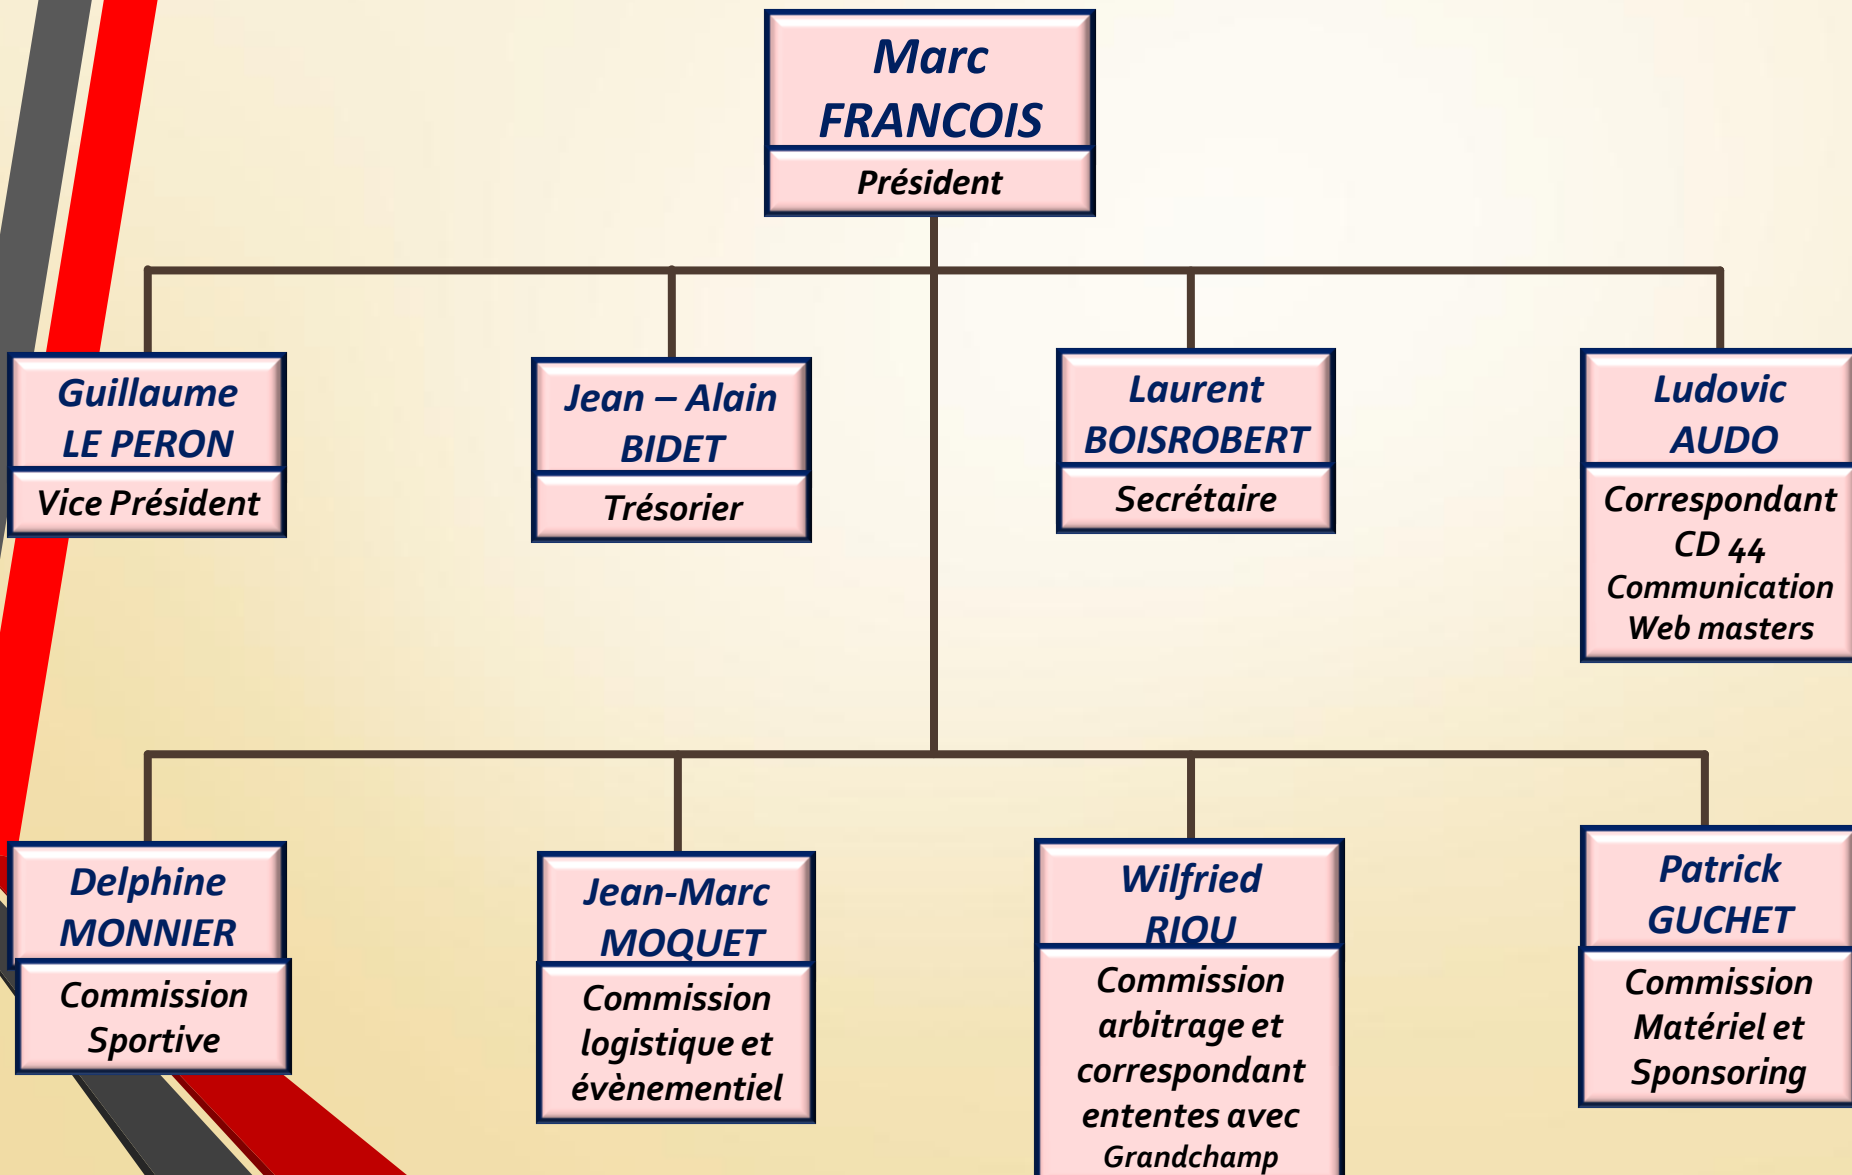 Marc
FRANCOIS
Président
Guillaume
LE PERON
Vice Président
Jean – Alain
BIDET
Trésorier
Laurent
BOISROBERT
Secrétaire
Ludovic
AUDO
Correspondant
CD 44
Communication
Web masters
Delphine
MONNIER
Commission
Sportive
Jean-Marc
MOQUET
Commission
logistique et
évènementiel
Wilfried
RIOU
Commission
arbitrage et
correspondant
ententes avec
Grandchamp
Patrick
GUCHET
Commission
Matériel et
Sponsoring